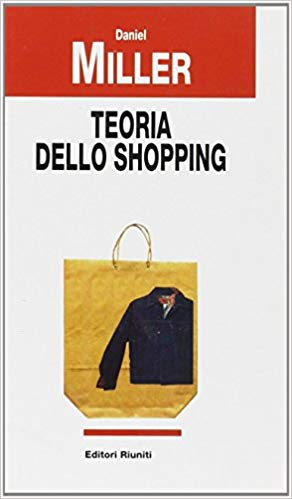 Daniel
MILLER
TEORIA
DELLO SHOPPING
Editori Riuniti